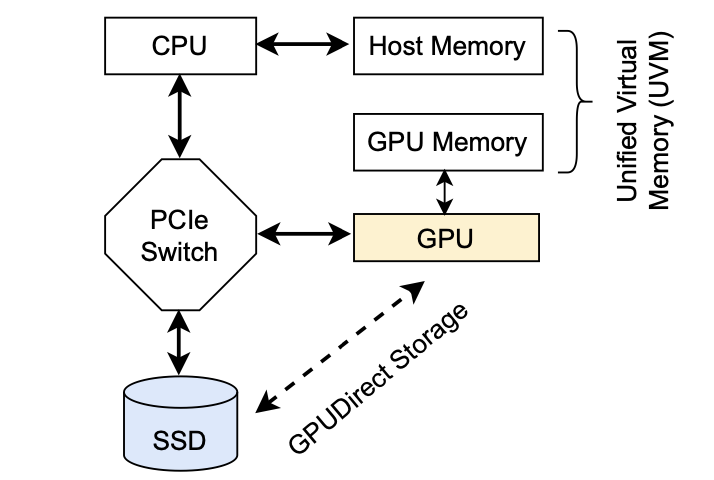 CPU
Host Memory
GPU Memory
Unified Virtual
Memory (UVM)
PCIe
Switch
GPU
GPUDirect Storage
SSD